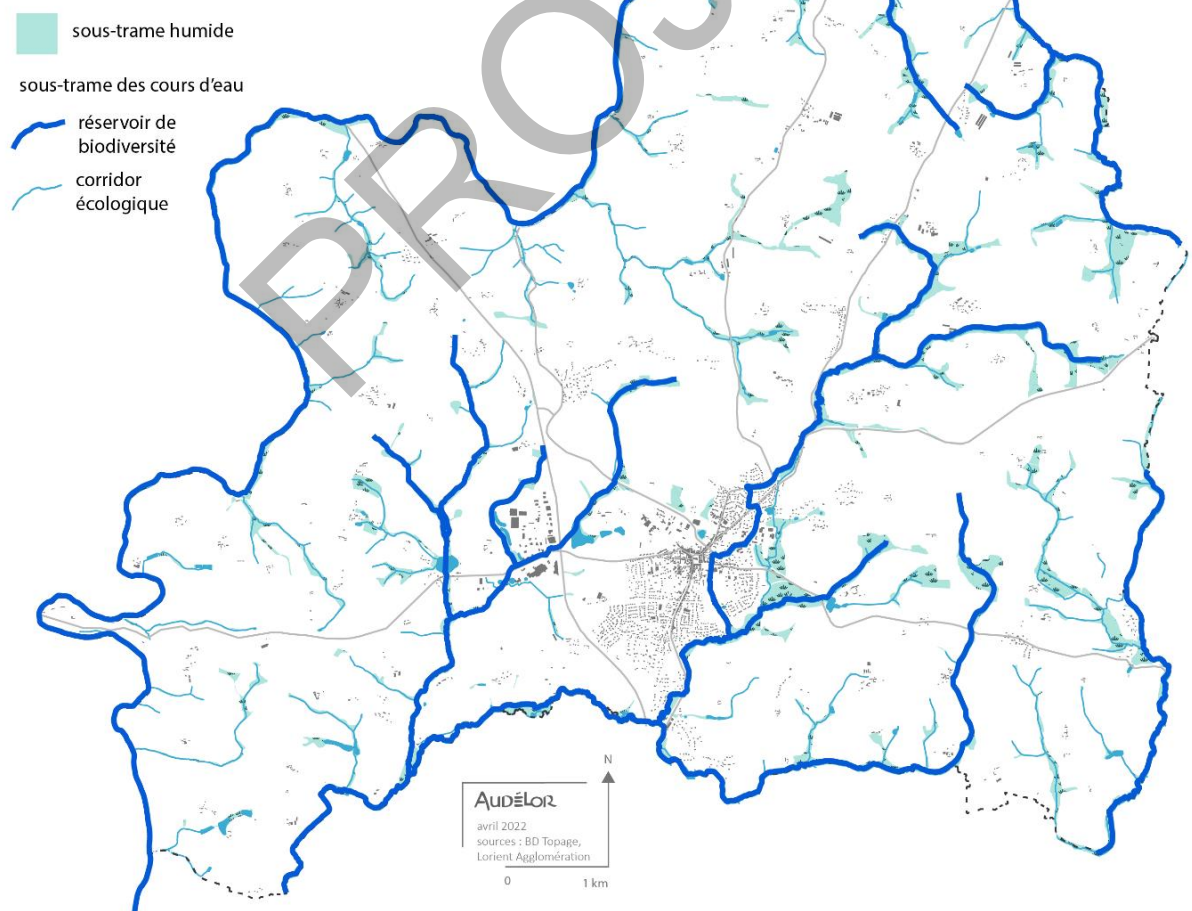 sous-trame humide
sous-trame des cours d'eau
réservoir de
biodiversité
corridor
écologique
PROJ
AUDÉLOR
avril 2022
sources : BD Topage,
Lorient Agglomération
N
0 1 km